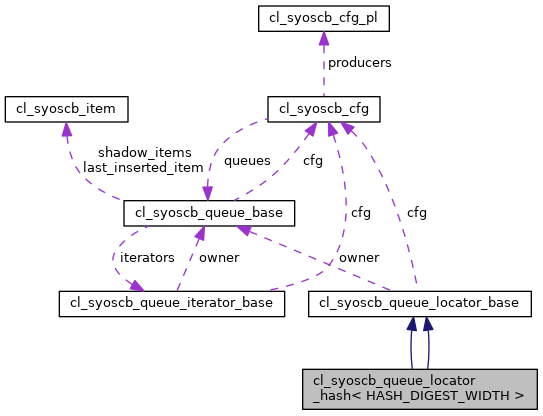 cl_syoscb_cfg_pl
producers
cl_syoscb_item
cl_syoscb_cfg
shadow_items
last_inserted_item
queues
cfg
cl_syoscb_queue_base
cfg
cfg
iterators
owner
owner
cl_syoscb_queue_iterator_base
cl_syoscb_queue_locator_base
cl_syoscb_queue_locator
_hash< HASH_DIGEST_WIDTH >